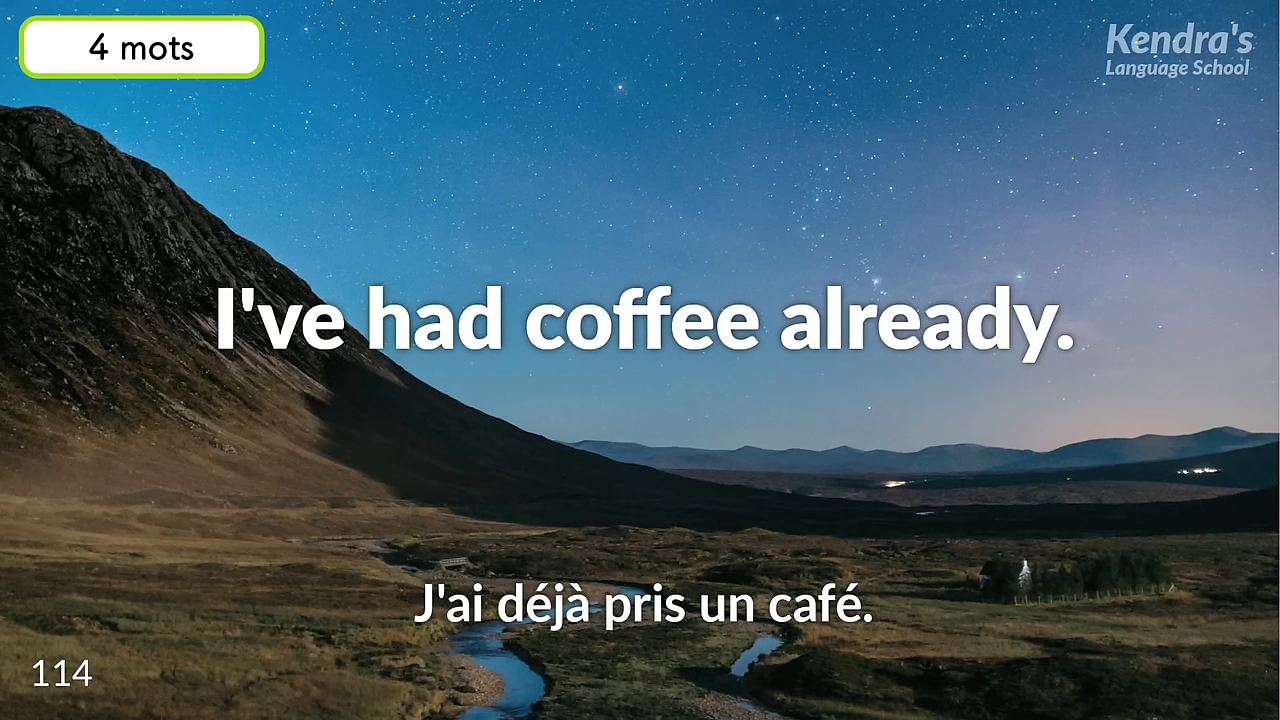 4 mots
Kendra's
Language School
I've had coffee already.
J'ai déjà pris un café.
114